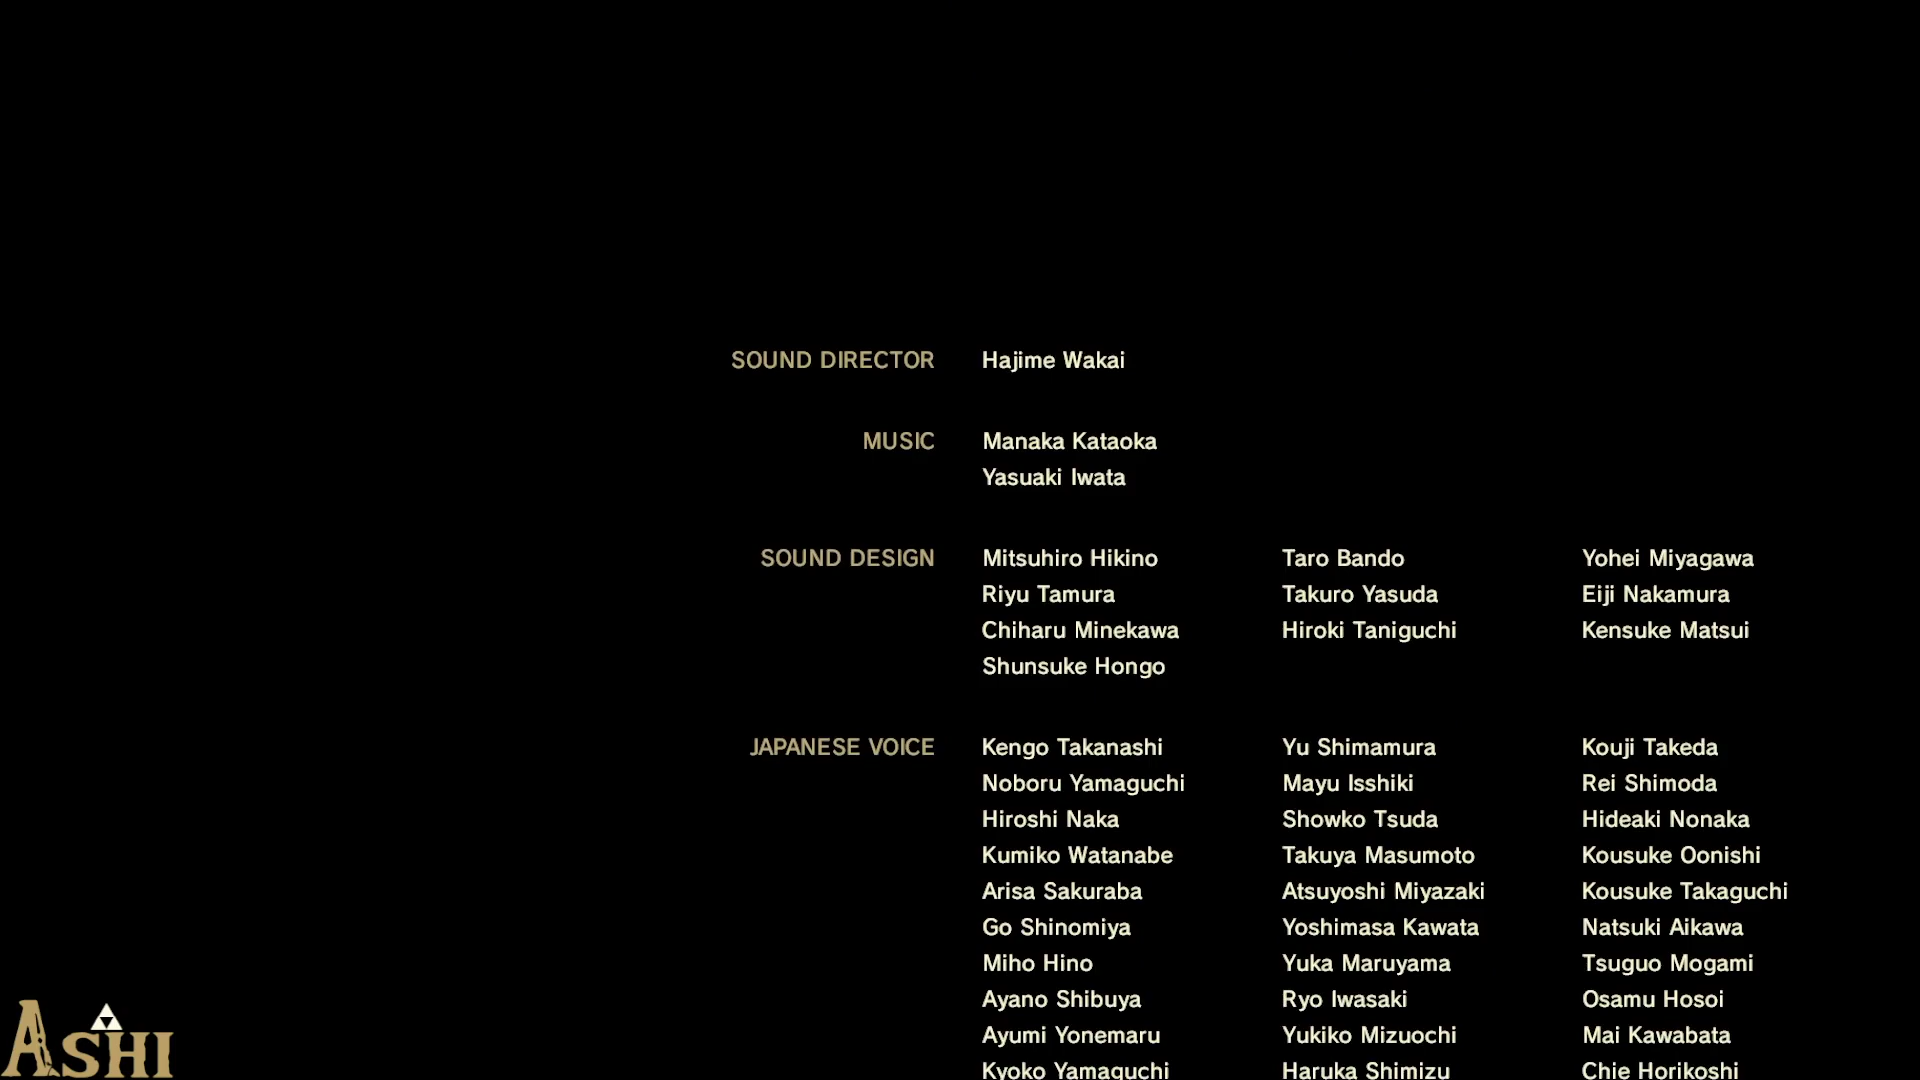 SOUND DIRECTOR Hajime Wakai
MUSIC Manaka Kataoka
Yasuaki Iwata
SOUND DESIGN Mitsuhiro Hikino Taro Bando Yohei Miyagawa
Riyu Tamura Takuro Yasuda Eiji Nakamura
Chiharu Minekawa Hiroki Taniguchi Kensuke Matsui
Shunsuke Hongo
JAPANESE VOICE Kengo Takanashi Yu Shimamura Kouji Takeda
Noboru Yamaguchi Mayu Isshiki Rei Shimoda
Hiroshi Naka Showko Tsuda Hideaki Nonaka
Kumiko Watanabe Takuya Masumoto Kousuke Oonishi
Arisa Sakuraba Atsuyoshi Miyazaki Kousuke Takaguchi
Go Shinomiya Yoshimasa Kawata Natsuki Aikawa
Miho Hino Yuka Maruyama Tsuguo Mogami
Ayano Shibuya Ryo Iwasaki Osamu Hosoi
Ayumi Yonemaru Yukiko Mizuochi Mai Kawabata
Kyoko Yamaguchi Haruka Shimizu Chie Horikoshi
ASHI